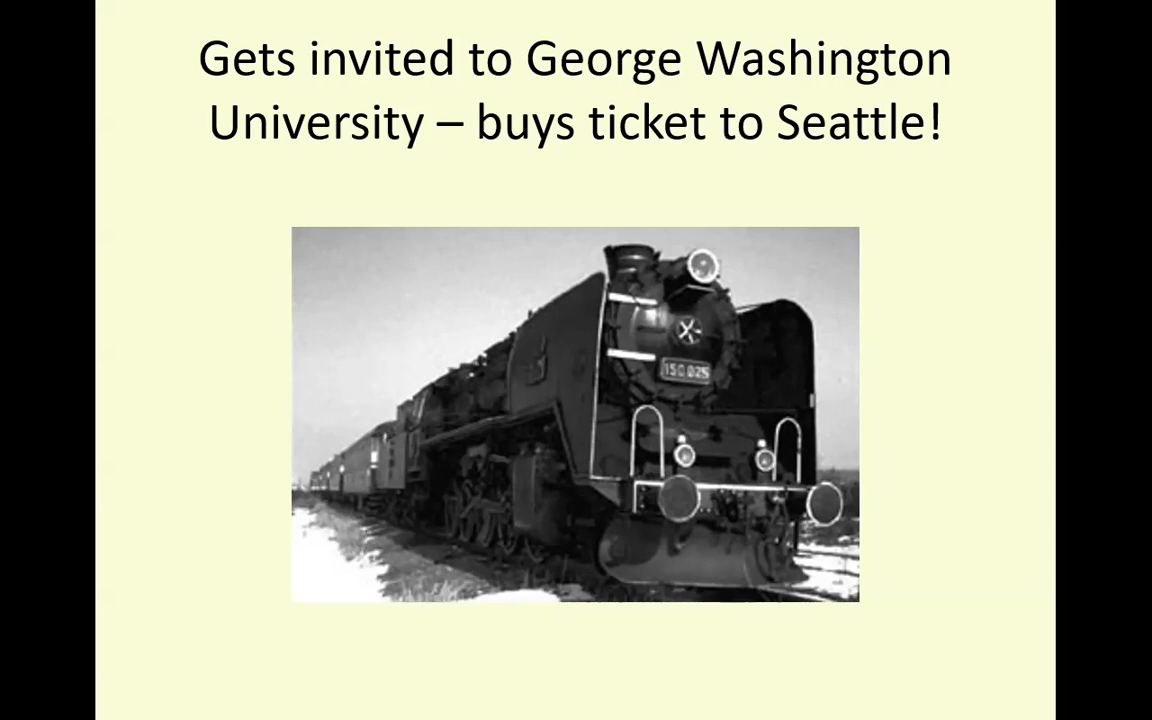 Gets invited to George Washington
University – buys ticket to Seattle!
150.025